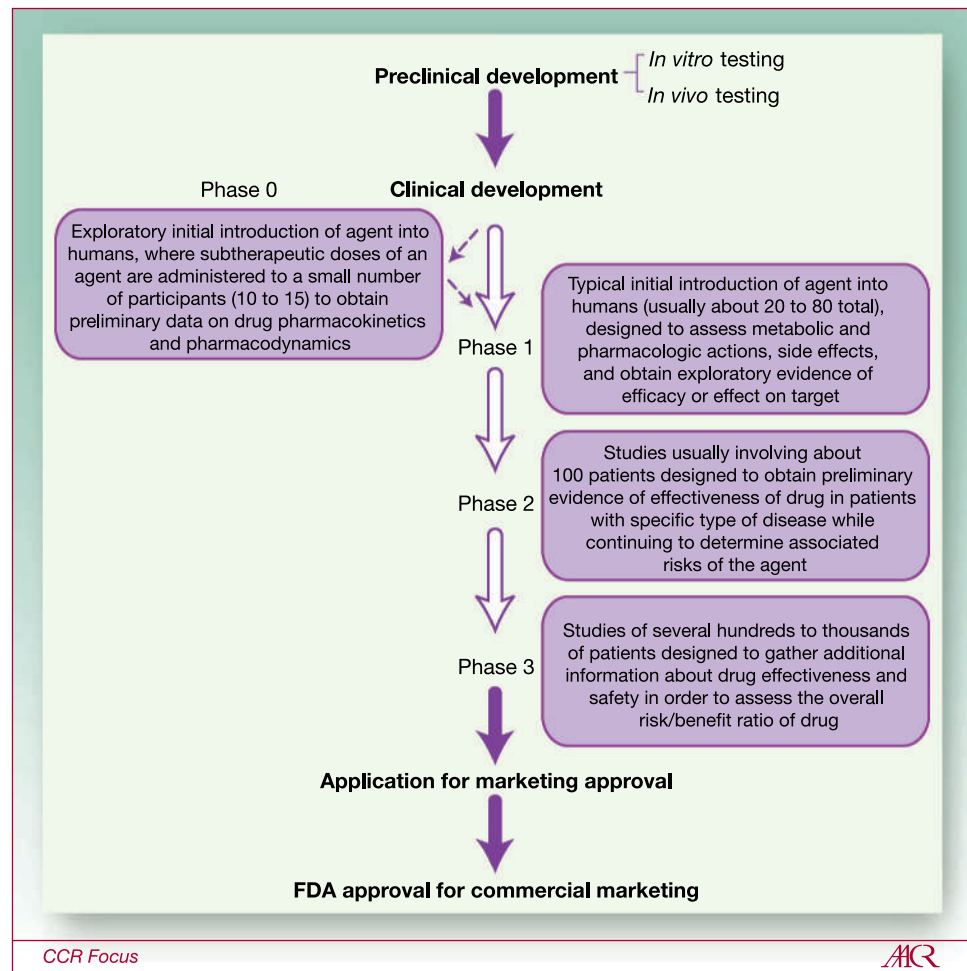 Preclinical development
In vitro testing
In vivo testing
Clinical development
Phase 0
Exploratory initial introduction of agent into
humans, where subtherapeutic doses of an
agent are administered to a small number
of participants (10 to 15) to obtain
preliminary data on drug pharmacokinetics
and pharmacodynamics
Phase 1
Typical initial introduction of agent into
humans (usually about 20 to 80 total),
designed to assess metabolic and
pharmacologic actions, side effects,
and obtain exploratory evidence of
efficacy or effect on target
Phase 2
Studies usually involving about
100 patients designed to obtain preliminary
evidence of effectiveness of drug in patients
with specific type of disease while
continuing to determine associated
risks of the agent
Phase 3
Studies of several hundreds to thousands
of patients designed to gather additional
information about drug effectiveness and
safety in order to assess the overall
risk/benefit ratio of drug
Application for marketing approval
FDA approval for commercial marketing
CCR Focus
AACR